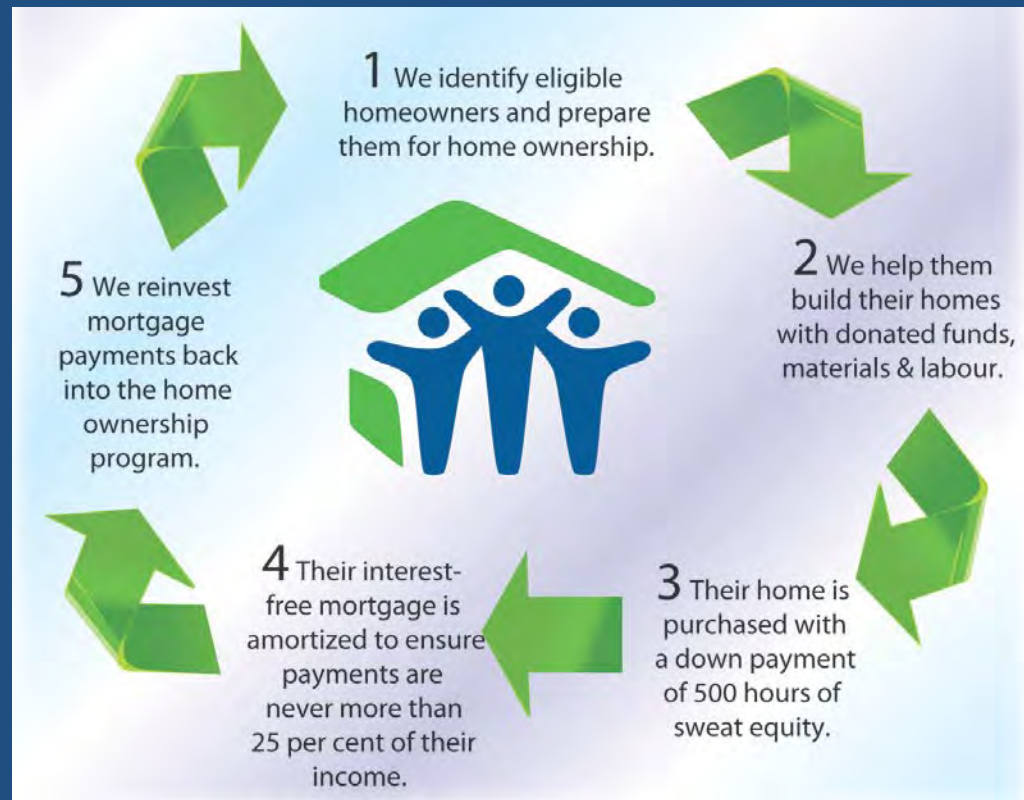 1 We identify eligible
homeowners and prepare
them for home ownership.
2 We help them
build their homes
with donated funds,
materials & labour.
3 Their home is
purchased with
a down payment
of 500 hours of
sweat equity.
4 Their interest-
free mortgage is
amortized to ensure
payments are
never more than
25 per cent of their
income.
5 We reinvest
mortgage
payments back
into the home
ownership
program.